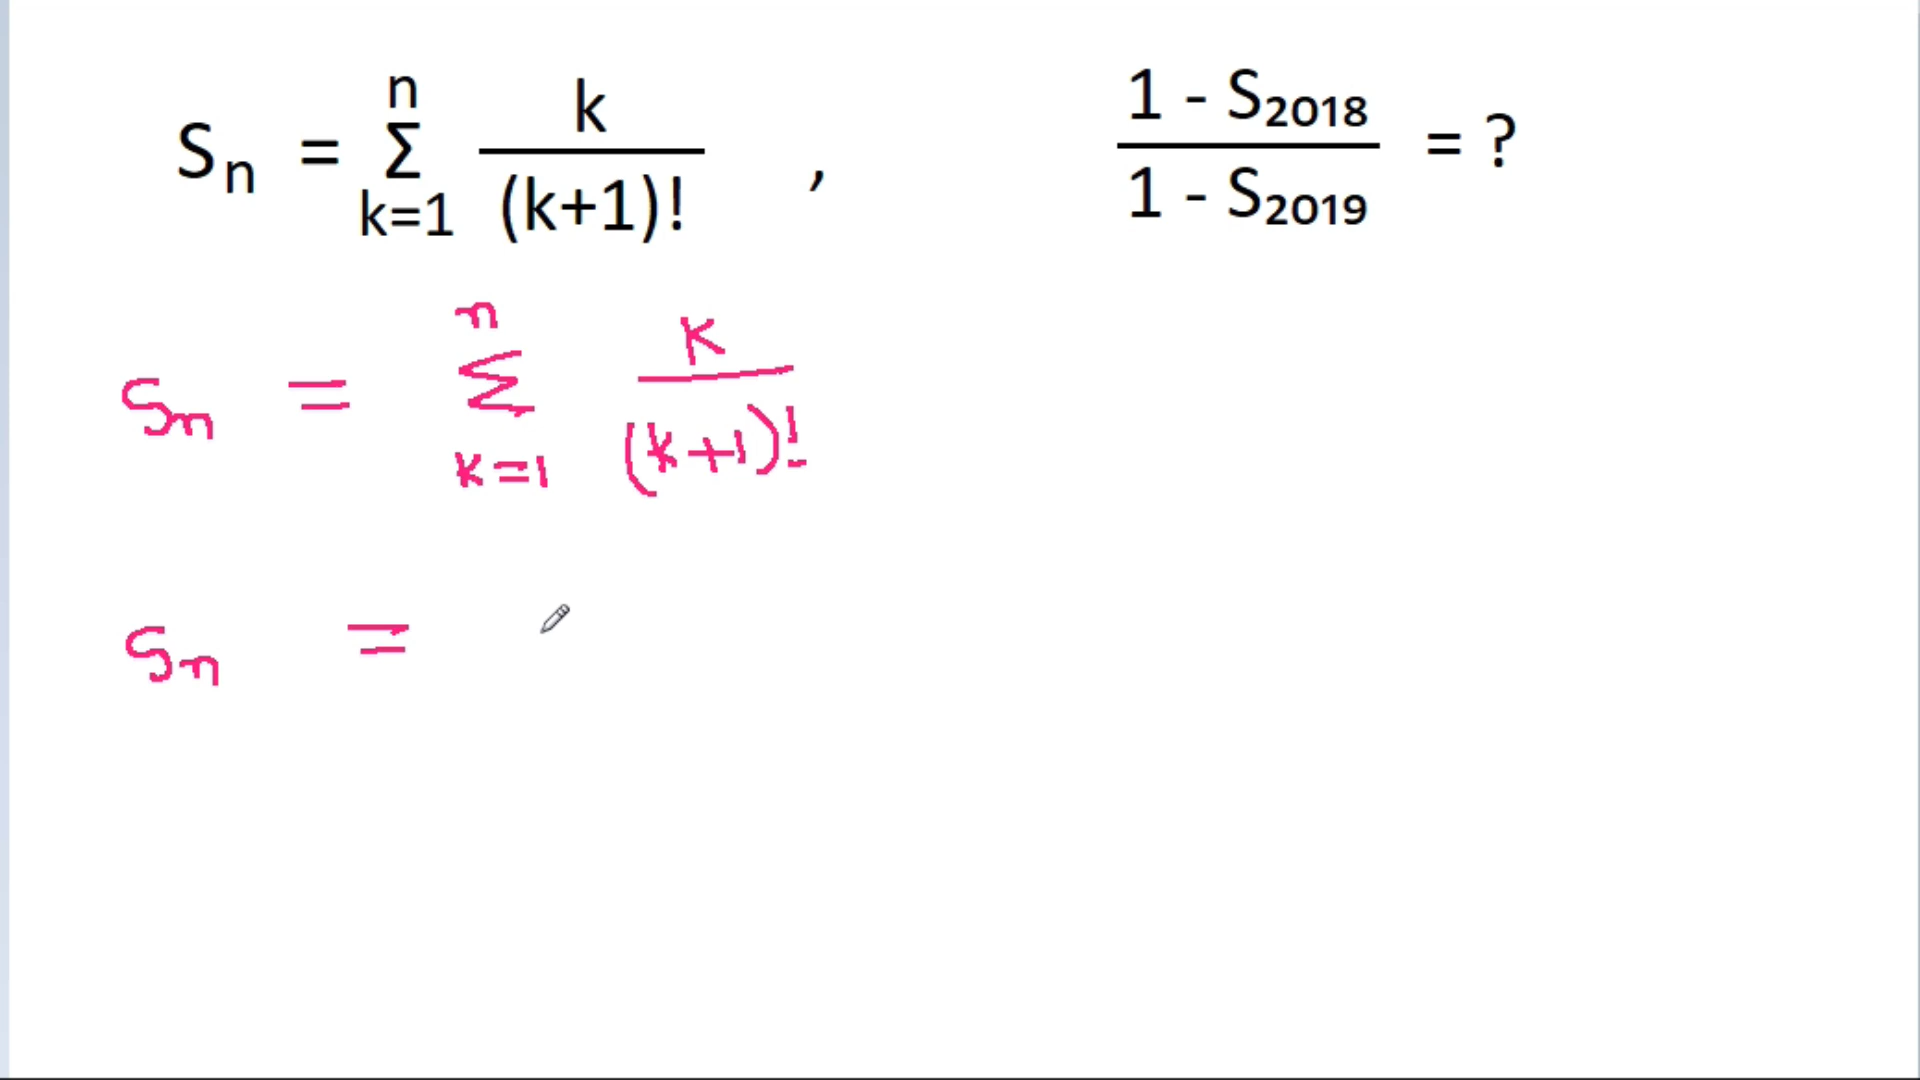 Sₙ = n Σ k=1 k/(k+1)! , (1 - S₂₀₁₈)/(1 - S₂₀₁₉) = ?
Sₙ = n Σ k=1 k/(k+1)!
Sₙ =